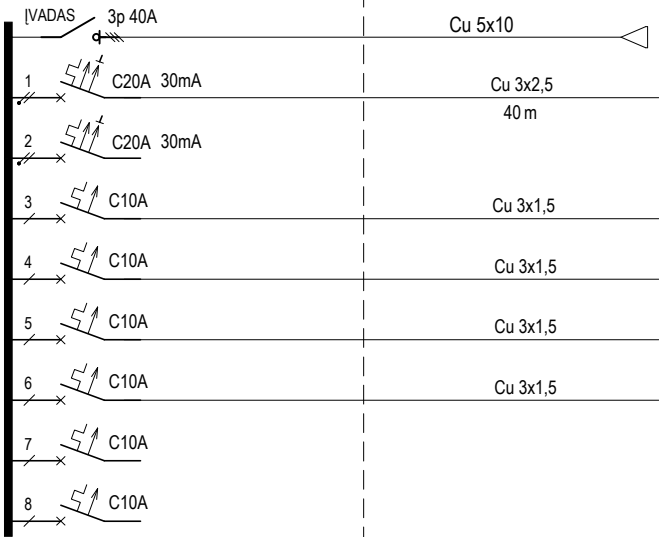 ĮVADAS 3p 40A Cu 5x10
1 C20A 30mA Cu 3x2,5
40 m
2 C20A 30mA
3 C10A Cu 3x1,5
4 C10A Cu 3x1,5
5 C10A Cu 3x1,5
6 C10A Cu 3x1,5
7 C10A
8 C10A